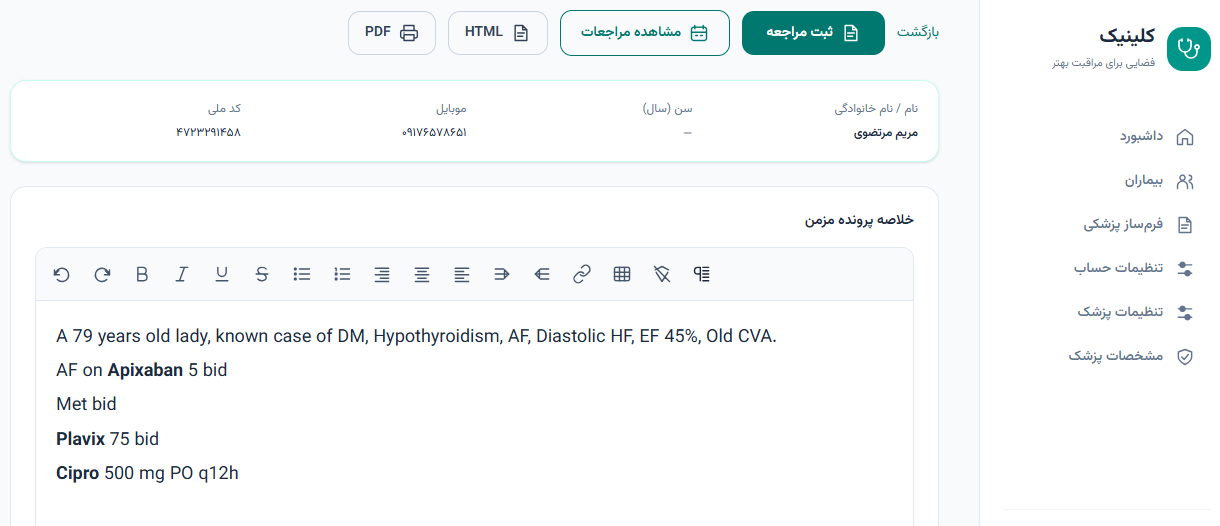 کلینیک
فضایی برای مراقبت بهتر
داشبورد
بیماران
فرم‌ساز پزشکی
تنظیمات حساب
تنظیمات پزشک
مشخصات پزشک
بازگشت
ثبت مراجعه
مشاهده مراجعات
HTML
PDF
نام / نام خانوادگی
مریم مرتضوی
سن (سال)
—
موبایل
۰۹۱۷۶۵۷۸۶۵۱
کد ملی
۴۷۲۳۲۹۱۴۵۸
خلاصه پرونده مزمن
A 79 years old lady, known case of DM, Hypothyroidism, AF, Diastolic HF, EF 45%, Old CVA.
AF on Apixaban 5 bid
Met bid
Plavix 75 bid
Cipro 500 mg PO q12h